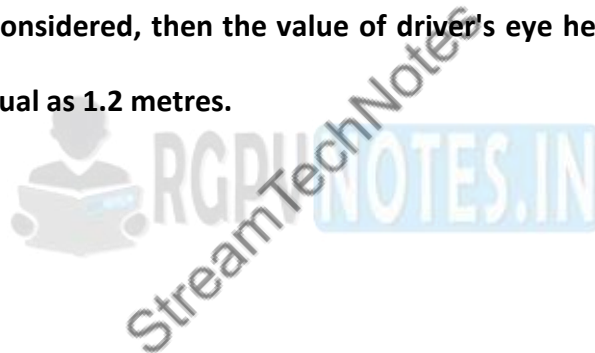 onsidered, then the value of driver's eye he
ual as 1.2 metres.
RGPVNOTES.IN
StreamTechNotes